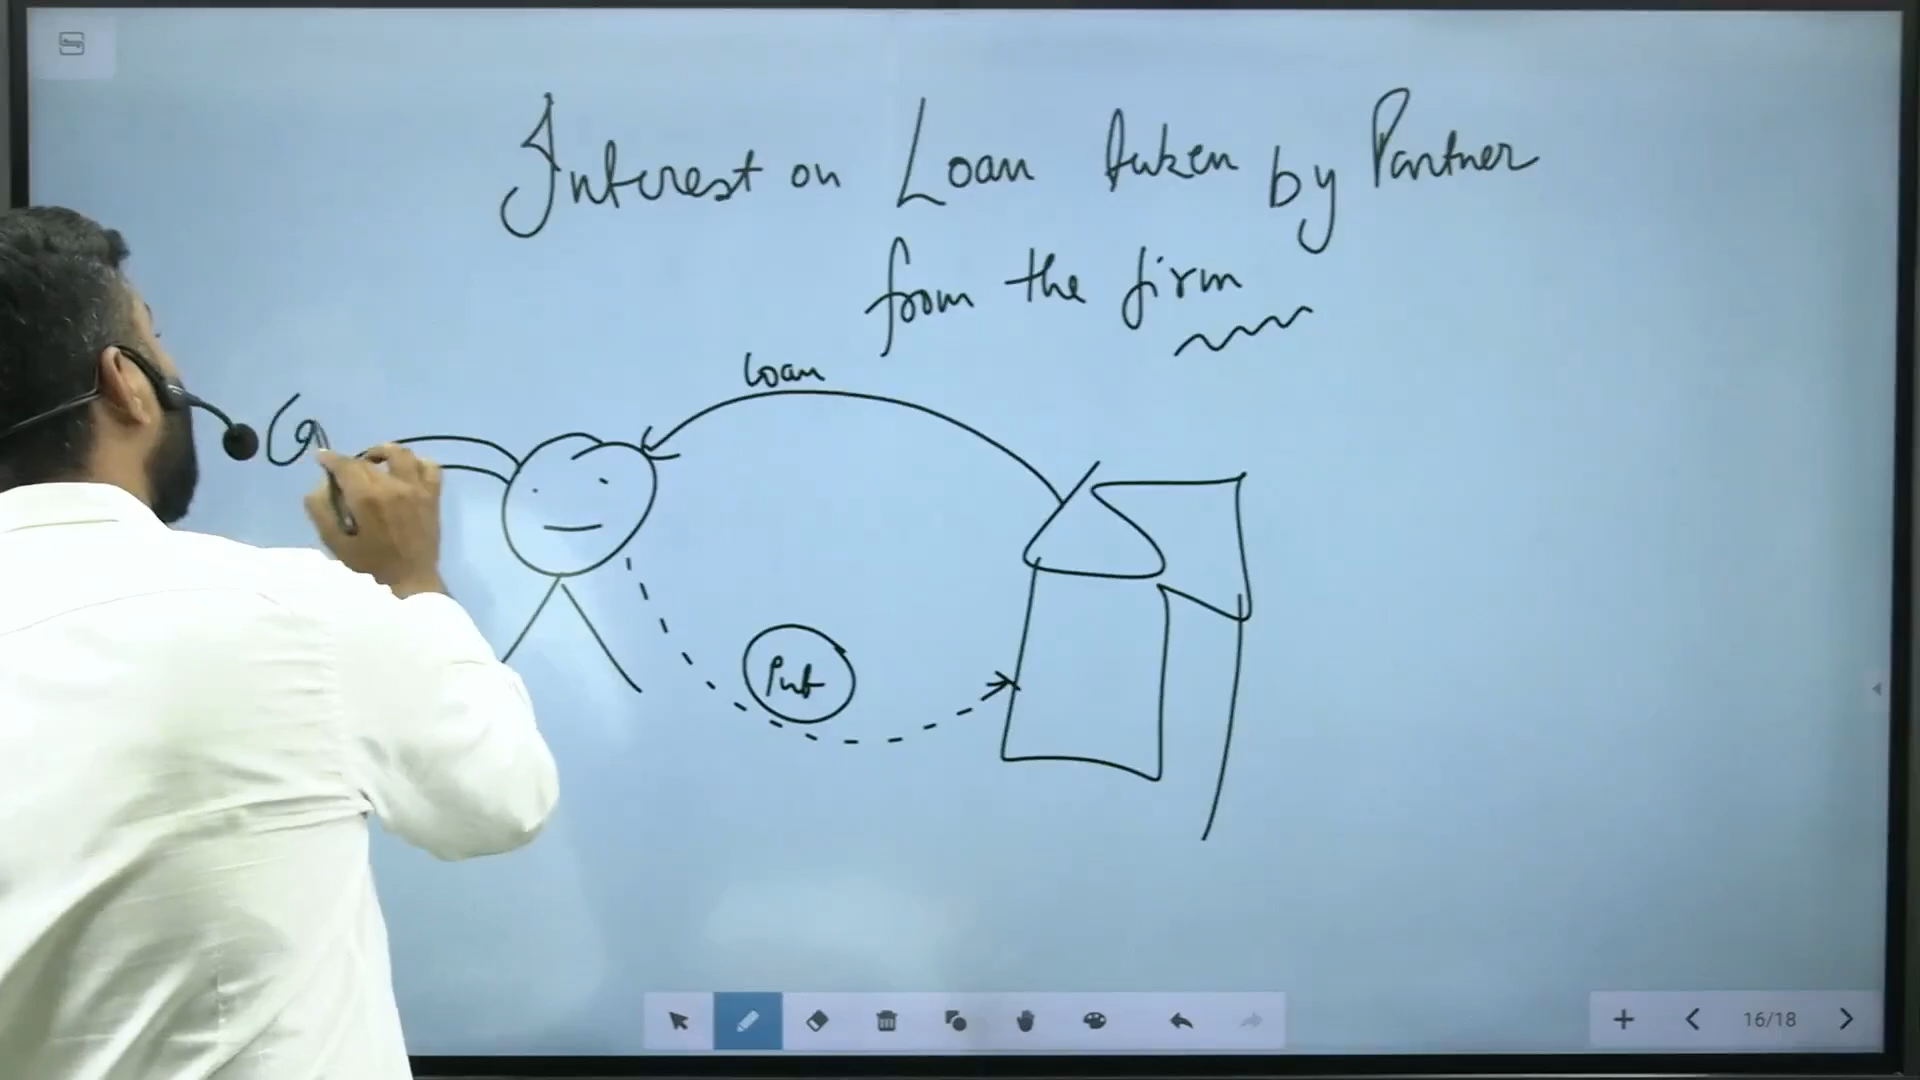 Interest on Loan taken by Partner
from the firm
Loan
Int
16/18